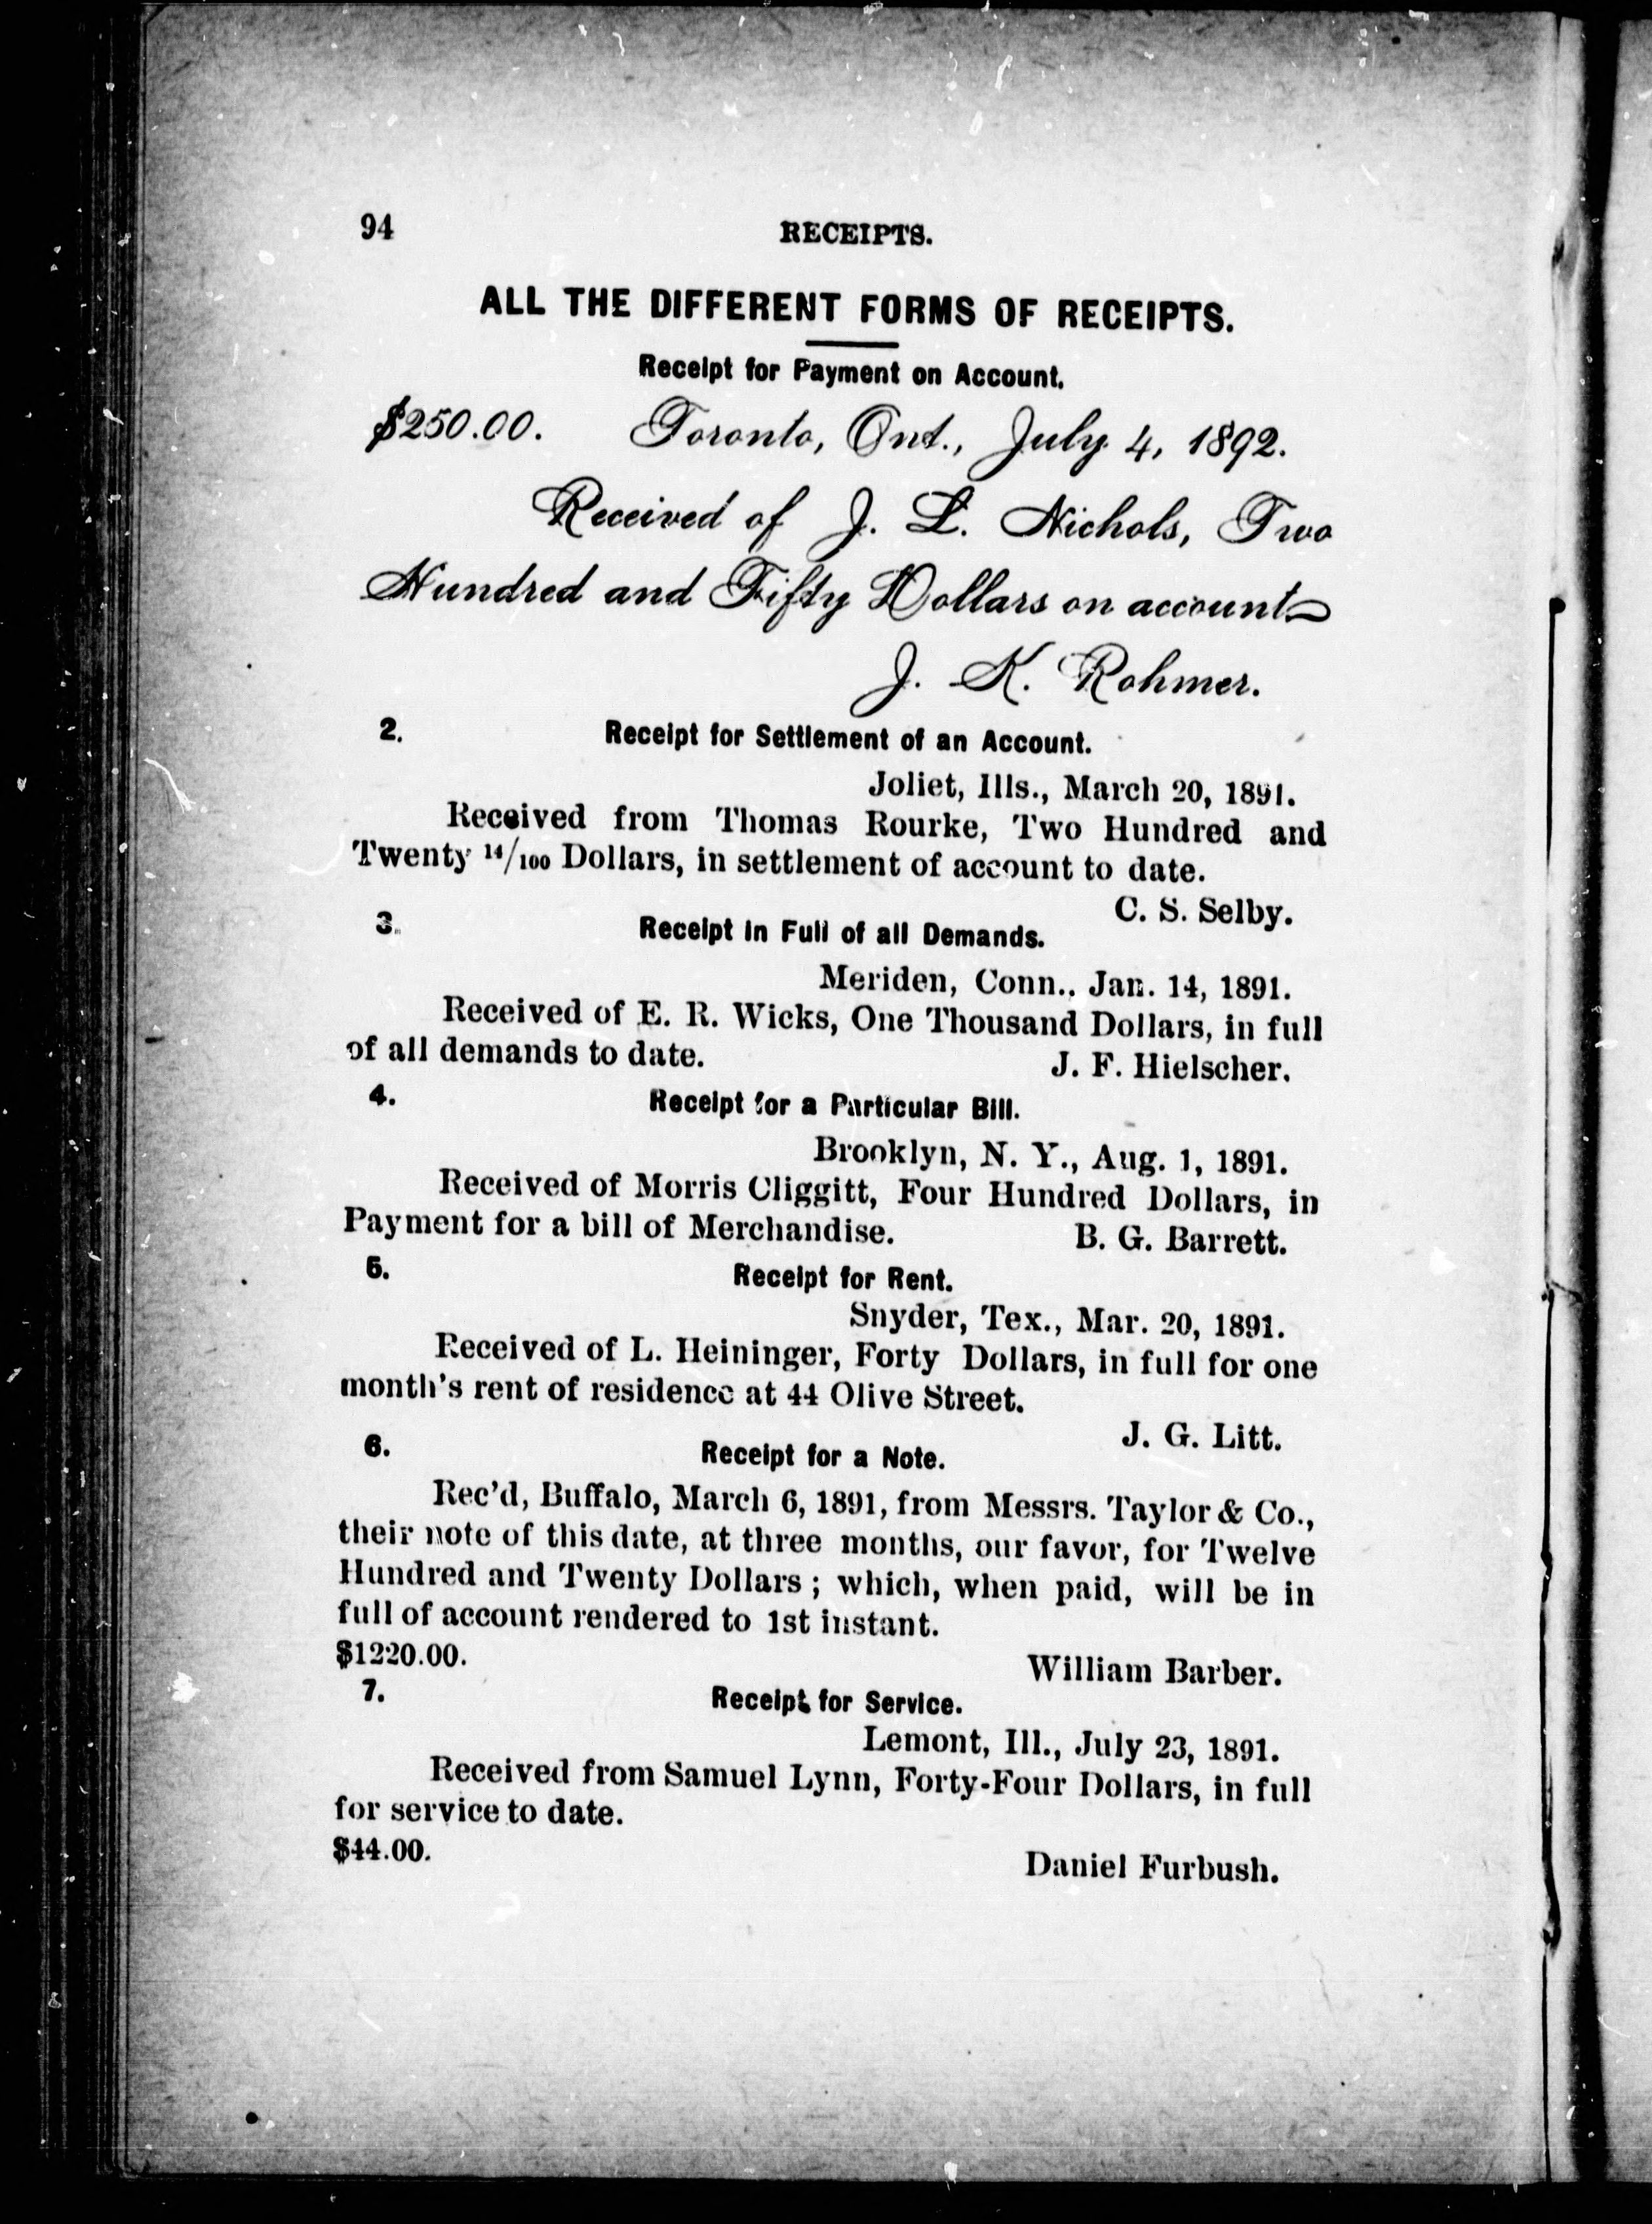 94
RECEIPTS.
ALL THE DIFFERENT FORMS OF RECEIPTS.
Receipt for Payment on Account.
$250.00. Toronto, Ont., July 4, 1892.
Received of J. L. Nichols, Two
Hundred and Fifty Dollars on account
J. K. Rohmer.
2. Receipt for Settlement of an Account.
Joliet, Ills., March 20, 1891.
Received from Thomas Rourke, Two Hundred and
Twenty 14/100 Dollars, in settlement of account to date.
C. S. Selby.
3. Receipt in Full of all Demands.
Meriden, Conn., Jan. 14, 1891.
Received of E. R. Wicks, One Thousand Dollars, in full
of all demands to date. J. F. Hielscher.
4. Receipt for a Particular Bill.
Brooklyn, N. Y., Aug. 1, 1891.
Received of Morris Cliggitt, Four Hundred Dollars, in
Payment for a bill of Merchandise. B. G. Barrett.
5. Receipt for Rent.
Snyder, Tex., Mar. 20, 1891.
Received of L. Heininger, Forty Dollars, in full for one
month's rent of residence at 44 Olive Street.
J. G. Litt.
6. Receipt for a Note.
Rec'd, Buffalo, March 6, 1891, from Messrs. Taylor & Co.,
their note of this date, at three months, our favor, for Twelve
Hundred and Twenty Dollars; which, when paid, will be in
full of account rendered to 1st instant.
$1220.00. William Barber.
7. Receipt for Service.
Lemont, Ill., July 23, 1891.
Received from Samuel Lynn, Forty-Four Dollars, in full
for service to date.
$44.00. Daniel Furbush.